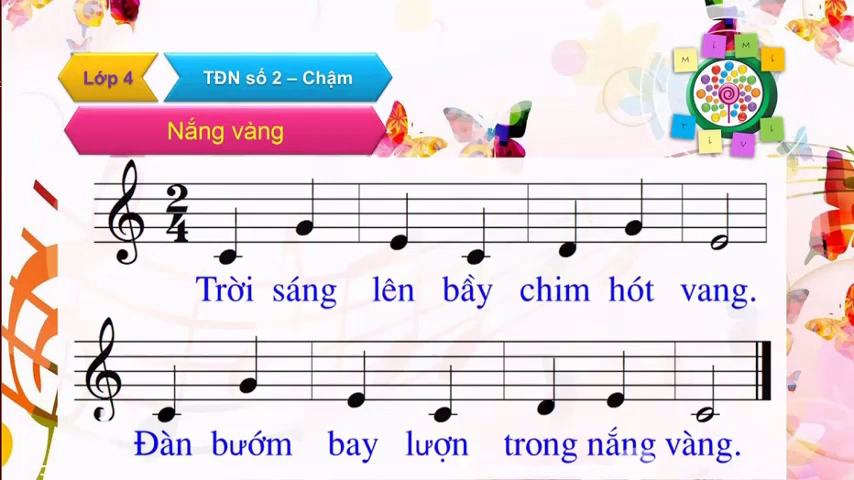 Lớp 4
TĐN số 2 – Chậm
Nắng vàng
M i M i
T i v i
2
4
Trời sáng lên bầy chim hót vang.
Đàn bướm bay lượn trong nắng vàng.